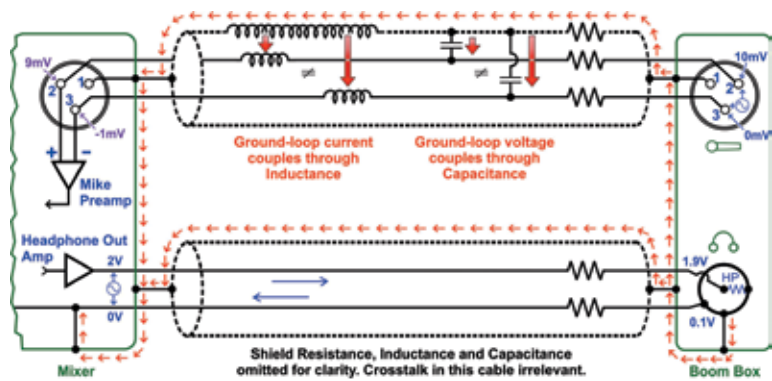 9mV
10mV
2
1
1
2
3
3
≠
≠
-1mV
0mV
+
−
Ground-loop current
couples through
Inductance
Ground-loop voltage
couples through
Capacitance
Mike
Preamp
Headphone Out
Amp
2V
0V
1.9V
HP
0.1V
Mixer
Shield Resistance, Inductance and Capacitance
omitted for clarity. Crosstalk in this cable irrelevant.
Boom Box